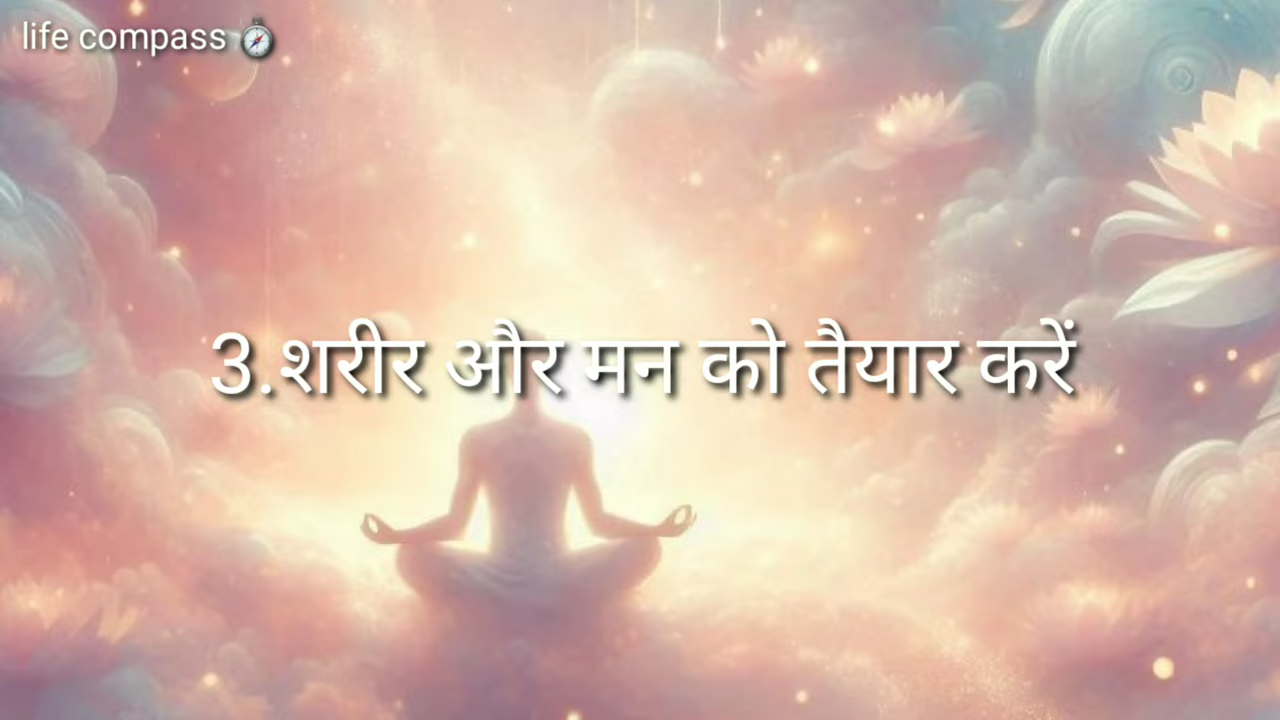 life compass 🧭
3.शरीर और मन को तैयार करें